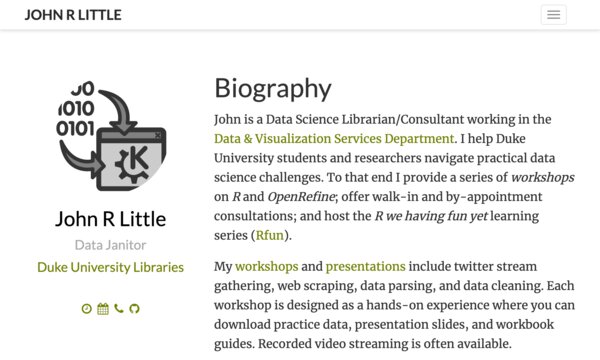 JOHN R LITTLE
JO
1010
0101
K
John R Little
Data Janitor
Duke University Libraries
Biography
John is a Data Science Librarian/Consultant working in the
Data & Visualization Services Department. I help Duke
University students and researchers navigate practical data
science challenges. To that end I provide a series of workshops
on R and OpenRefine; offer walk-in and by-appointment
consultations; and host the R we having fun yet learning
series (Rfun).
My workshops and presentations include twitter stream
gathering, web scraping, data parsing, and data cleaning. Each
workshop is designed as a hands-on experience where you can
download practice data, presentation slides, and workbook
guides. Recorded video streaming is often available.